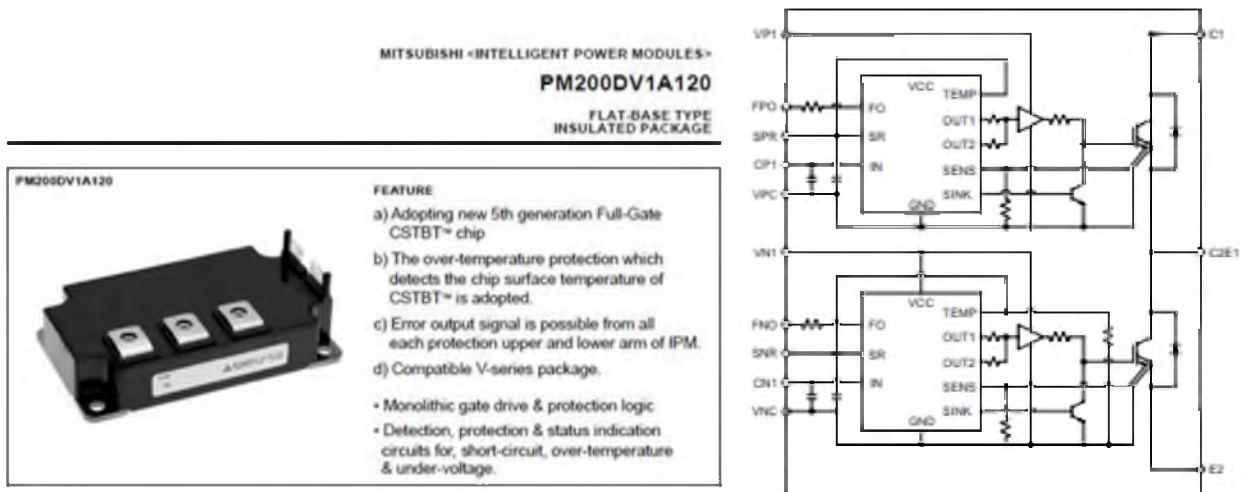 MITSUBISHI <INTELLIGENT POWER MODULES>
PM200DV1A120
FLAT-BASE TYPE
INSULATED PACKAGE
PM200DV1A120
FEATURE
a) Adopting new 5th generation Full-Gate
CSTBT™ chip
b) The over-temperature protection which
detects the chip surface temperature of
CSTBT™ is adopted.
c) Error output signal is possible from all
each protection upper and lower arm of IPM.
d) Compatible V-series package.
• Monolithic gate drive & protection logic
• Detection, protection & status indication
circuits for, short-circuit, over-temperature
& under-voltage.
VP1
C1
VCC
TEMP
FPO
FO
OUT1
SPR
SR
OUT2
CP1
IN
SENS
VPC
SINK
GND
VN1
C2E1
VCC
TEMP
FNO
FO
OUT1
SNR
SR
OUT2
CN1
IN
SENS
VNC
SINK
GND
E2